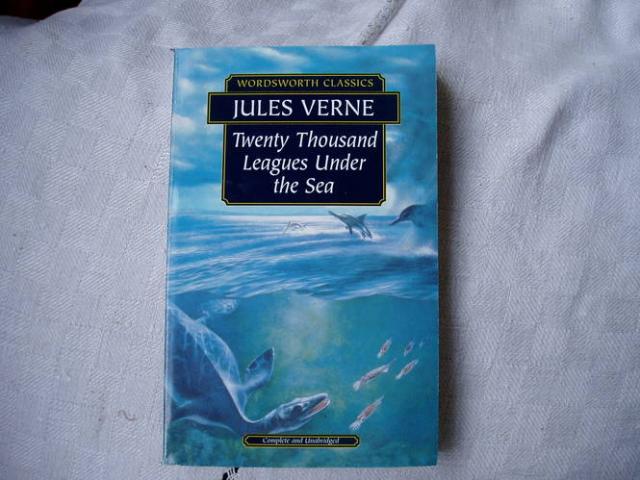 WORDSWORTH CLASSICS
JULES VERNE
Twenty Thousand
Leagues Under
the Sea
Complete and Unabridged